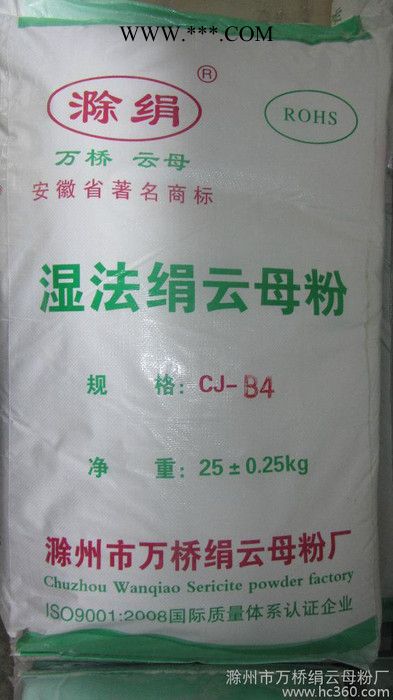 www.***.COM
滁绢
®
ROHS
万桥 云母
安徽省著名商标
湿法绢云母粉
规 格: CJ-B4
净 重: 25±0.25kg
滁州市万桥绢云母粉厂
Chuzhou Wanqiao Sericite powder factory
ISO9001:2008国际质量体系认证企业
滁州市万桥绢云母粉厂
www.hc360.com